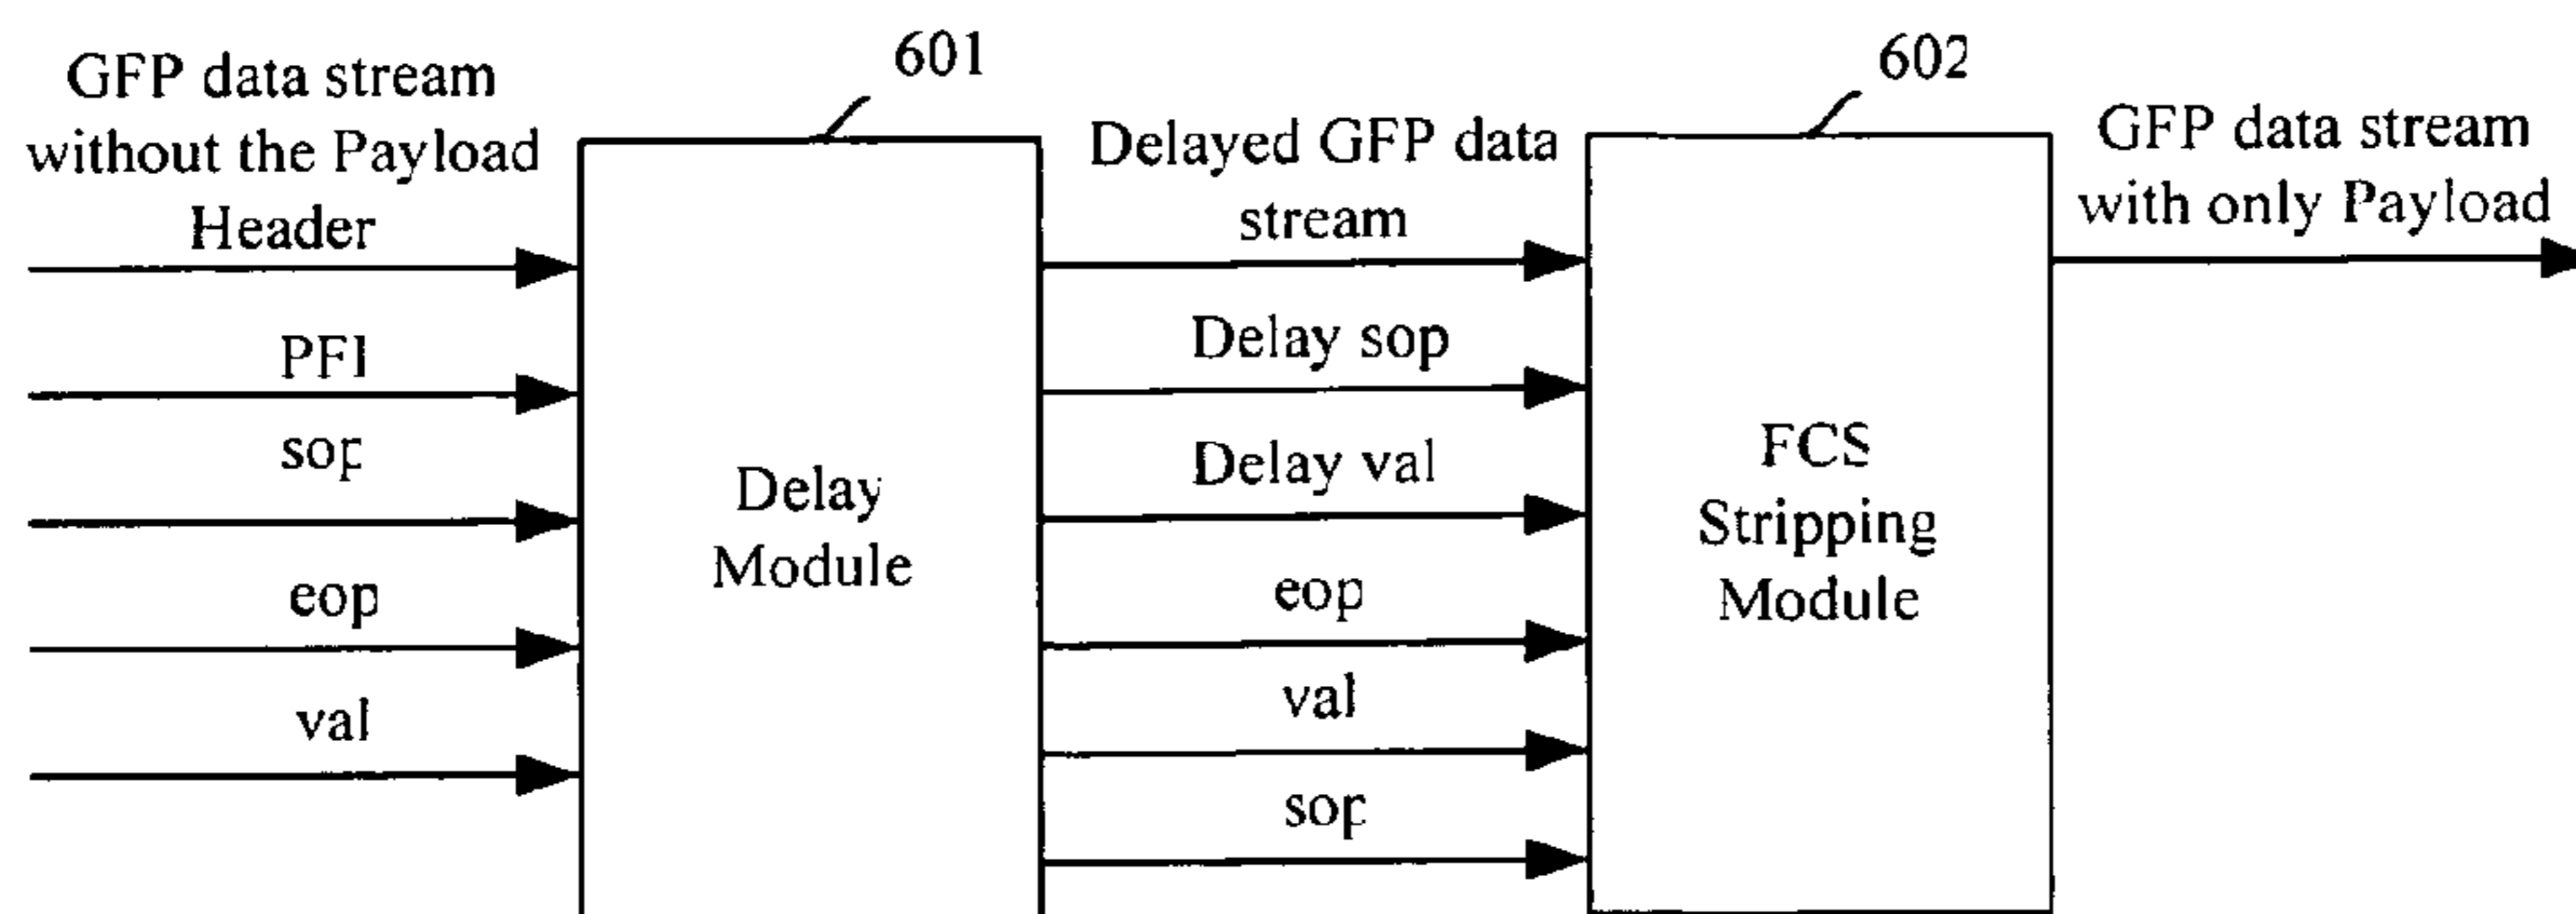 601
602
GFP data stream
without the Payload
Header
PFI
sop
eop
val
Delay
Module
Delayed GFP data
stream
Delay sop
Delay val
eop
val
sop
FCS
Stripping
Module
GFP data stream
with only Payload